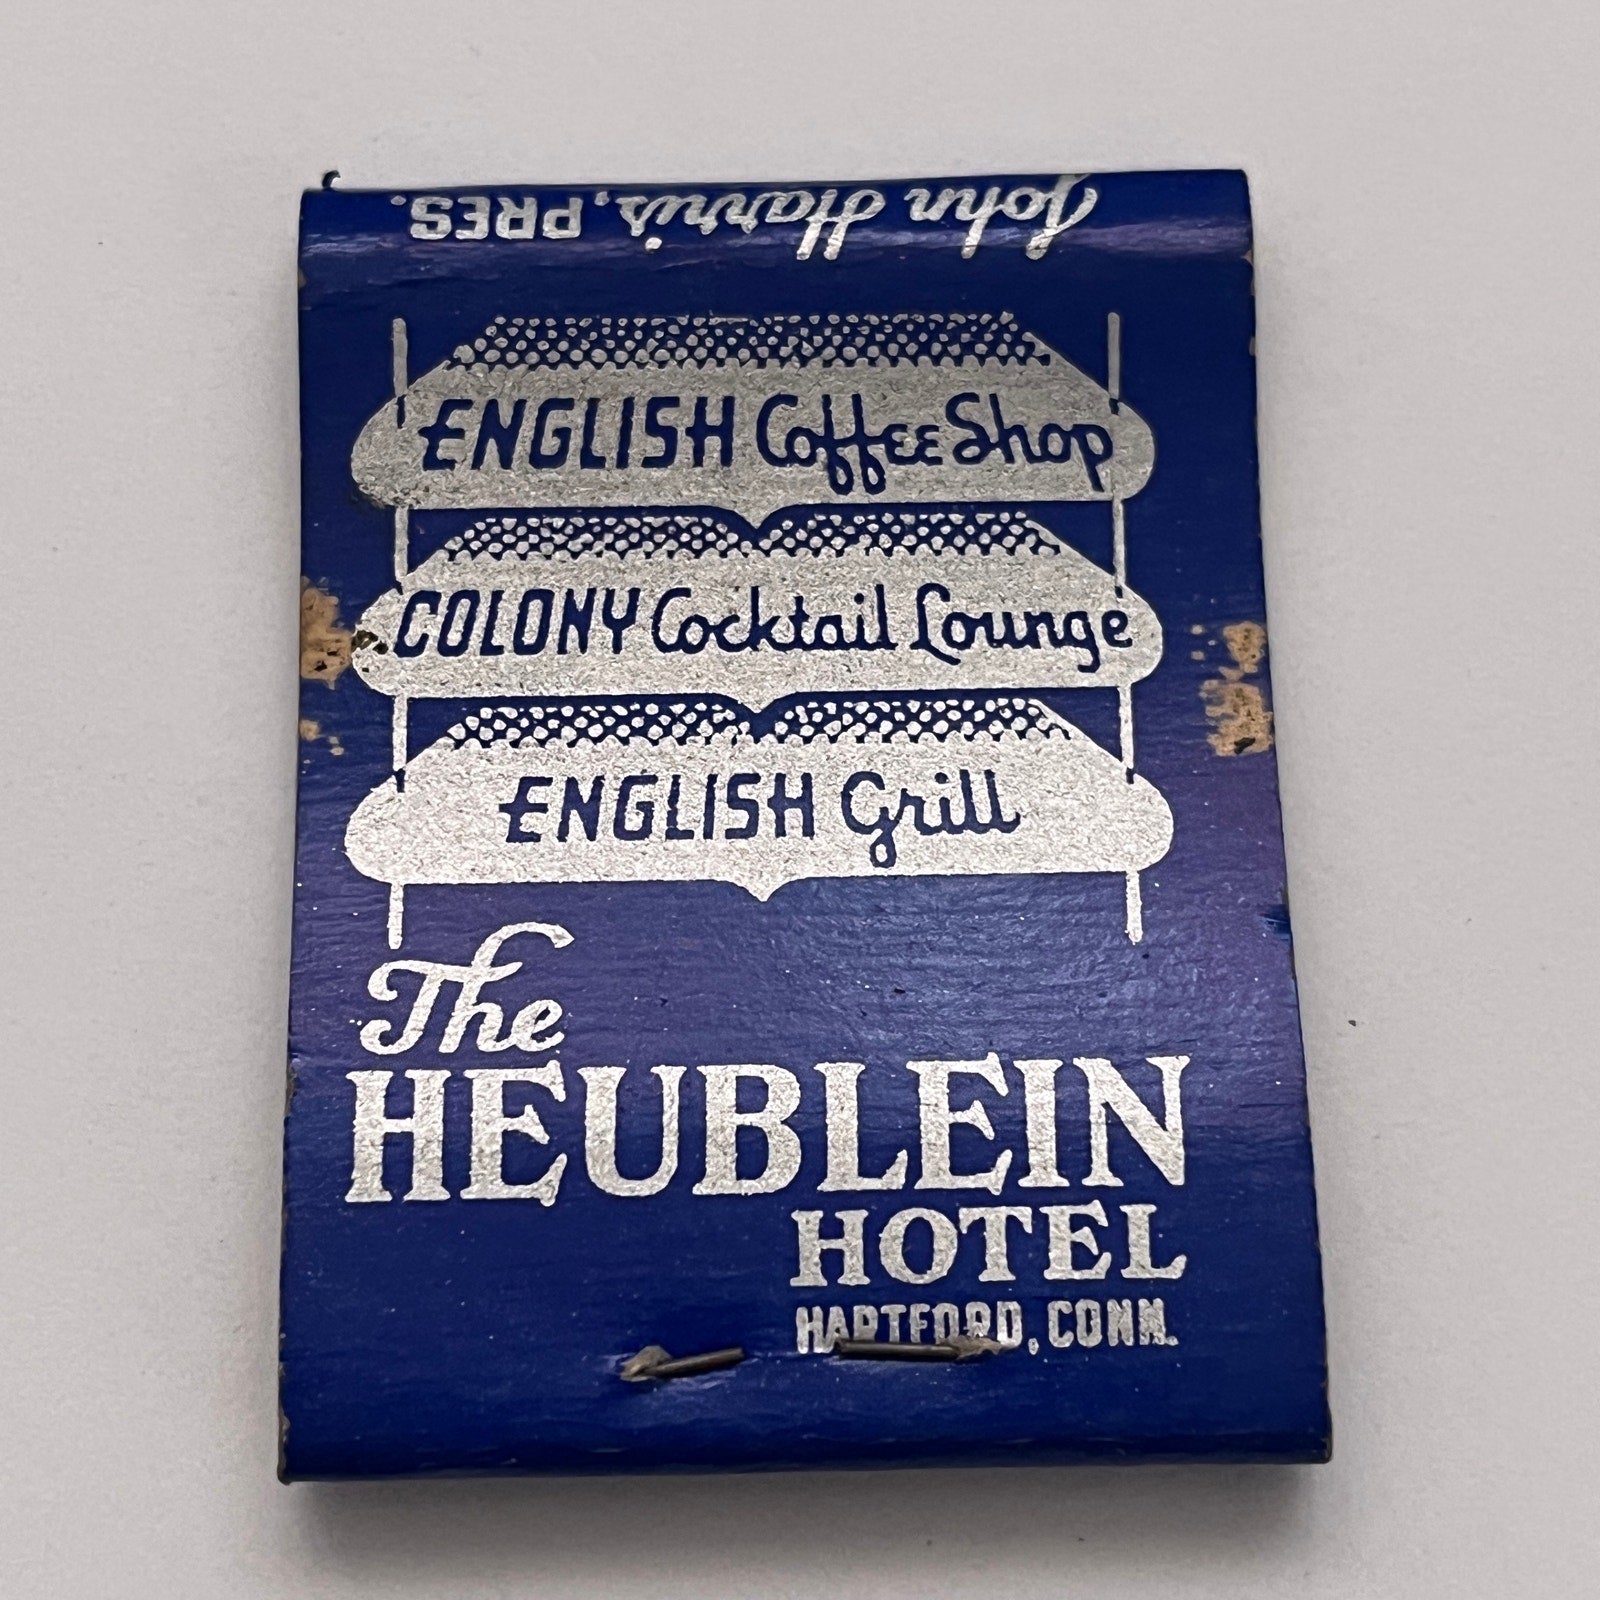 John Harris, PRES.
ENGLISH Coffee Shop
COLONY Cocktail Lounge
ENGLISH Grill
The
HEUBLEIN
HOTEL
HARTFORD, CONN.